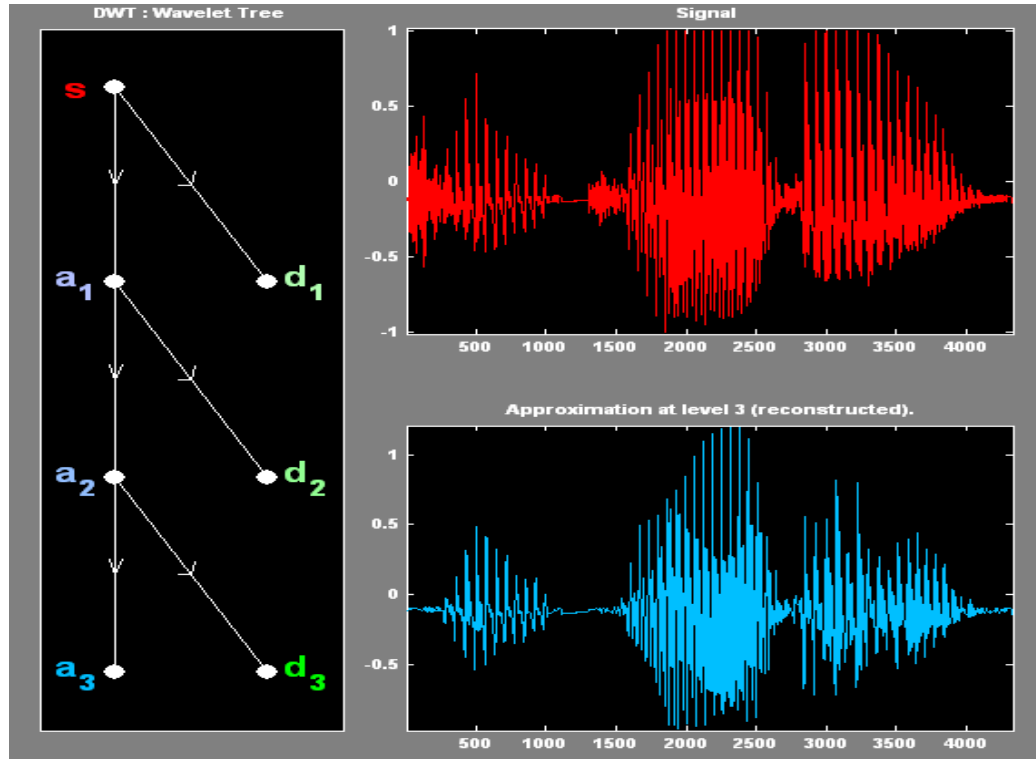 DWT : Wavelet Tree
s
a1 d1
a2 d2
a3 d3
Signal
1
0.5
0
-0.5
-1
500 1000 1500 2000 2500 3000 3500 4000
Approximation at level 3 (reconstructed).
1
0.5
0
-0.5
500 1000 1500 2000 2500 3000 3500 4000